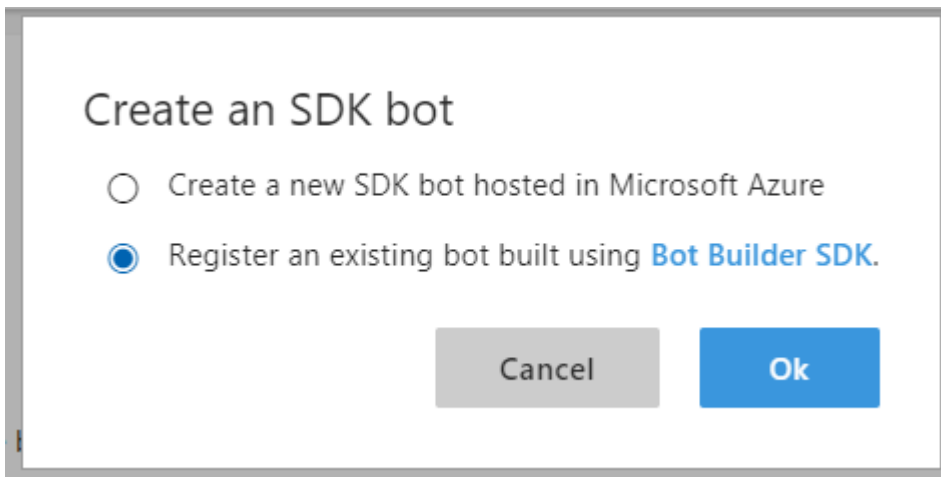 Create an SDK bot
Create a new SDK bot hosted in Microsoft Azure
Register an existing bot built using Bot Builder SDK.
Cancel
Ok